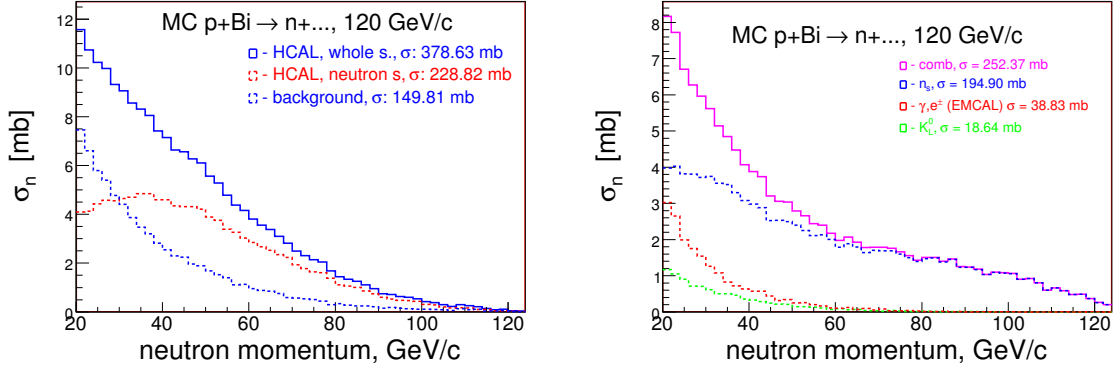 MC p+Bi → n+..., 120 GeV/c
- HCAL, whole s., σ: 378.63 mb
- HCAL, neutron s, σ: 228.82 mb
- background, σ: 149.81 mb
σn [mb]
12
10
8
6
4
2
0
20 40 60 80 100 120
neutron momentum, GeV/c
MC p+Bi → n+..., 120 GeV/c
- comb, σ = 252.37 mb
- ns, σ = 194.90 mb
- γ,e± (EMCAL) σ = 38.83 mb
- K⁰L, σ = 18.64 mb
σn [mb]
8
7
6
5
4
3
2
1
0
20 40 60 80 100 120
neutron momentum, GeV/c